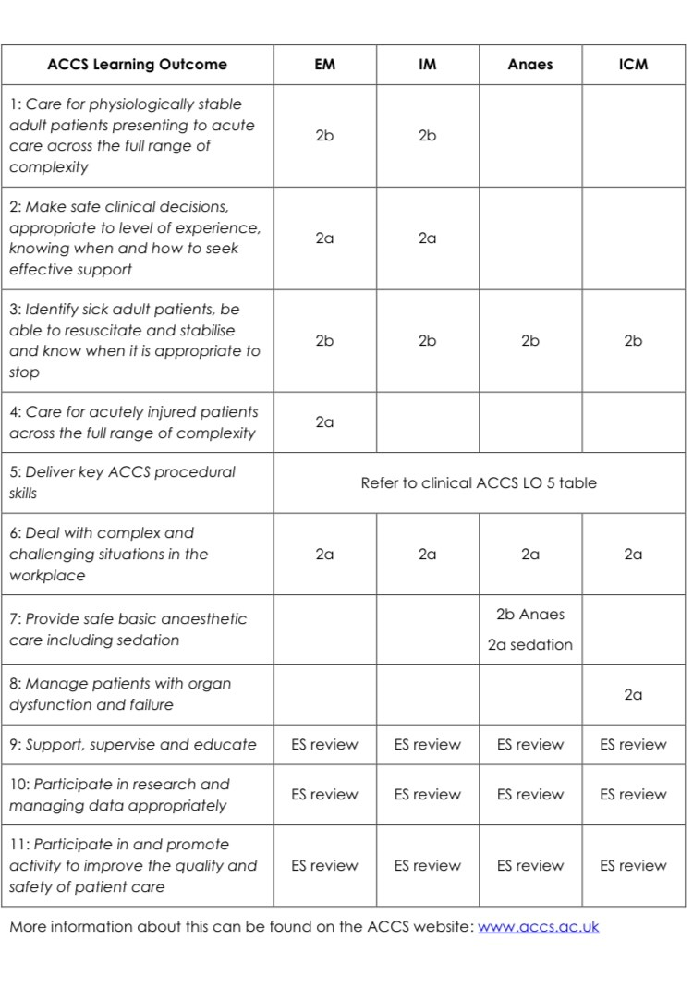 ACCS Learning Outcome EM IM Anaes ICM
1: Care for physiologically stable
adult patients presenting to acute
care across the full range of
complexity
2b 2b
2: Make safe clinical decisions,
appropriate to level of experience,
knowing when and how to seek
effective support
2a 2a
3: Identify sick adult patients, be
able to resuscitate and stabilise
and know when it is appropriate to
stop
2b 2b 2b 2b
4: Care for acutely injured patients
across the full range of complexity
2a
5: Deliver key ACCS procedural
skills
Refer to clinical ACCS LO 5 table
6: Deal with complex and
challenging situations in the
workplace
2a 2a 2a 2a
7: Provide safe basic anaesthetic
care including sedation
2b Anaes
2a sedation
8: Manage patients with organ
dysfunction and failure
2a
9: Support, supervise and educate ES review ES review ES review ES review
10: Participate in research and
managing data appropriately
ES review ES review ES review ES review
11: Participate in and promote
activity to improve the quality and
safety of patient care
ES review ES review ES review ES review
More information about this can be found on the ACCS website: www.accs.ac.uk